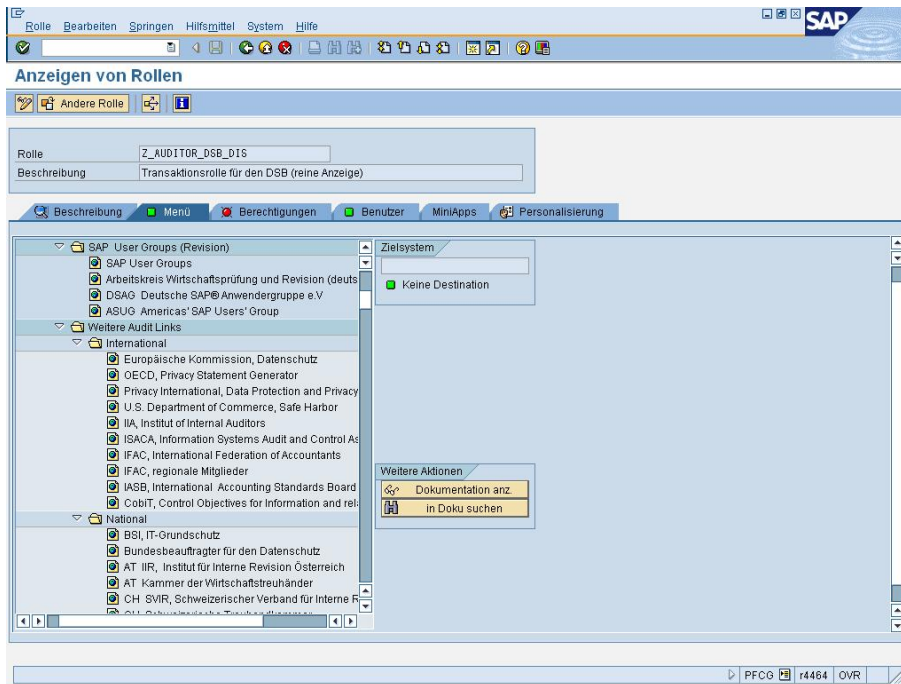 Rolle Bearbeiten Springen Hilfsmittel System Hilfe
SAP
Anzeigen von Rollen
Andere Rolle
Rolle Z_AUDITOR_DSB_DIS
Beschreibung Transaktionsrolle für den DSB (reine Anzeige)
Beschreibung Menü Berechtigungen Benutzer MiniApps Personalisierung
SAP User Groups (Revision)
SAP User Groups
Arbeitskreis Wirtschaftsprüfung und Revision (deuts
DSAG Deutsche SAP® Anwendergruppe e.V
ASUG Americas' SAP Users' Group
Weitere Audit Links
International
Europäische Kommission, Datenschutz
OECD, Privacy Statement Generator
Privacy International, Data Protection and Privacy
U.S. Department of Commerce, Safe Harbor
IIA, Institut of Internal Auditors
ISACA, Information Systems Audit and Control As
IFAC, International Federation of Accountants
IFAC, regionale Mitglieder
IASB, International Accounting Standards Board
CobiT, Control Objectives for Information and rel
National
BSI, IT-Grundschutz
Bundesbeauftragter für den Datenschutz
AT IIR, Institut für Interne Revision Österreich
AT Kammer der Wirtschaftstreuhänder
CH SVIR, Schweizerischer Verband für Interne R
Zielsystem
Keine Destination
Weitere Aktionen
Dokumentation anz.
in Doku suchen
PFCG r4464 OVR